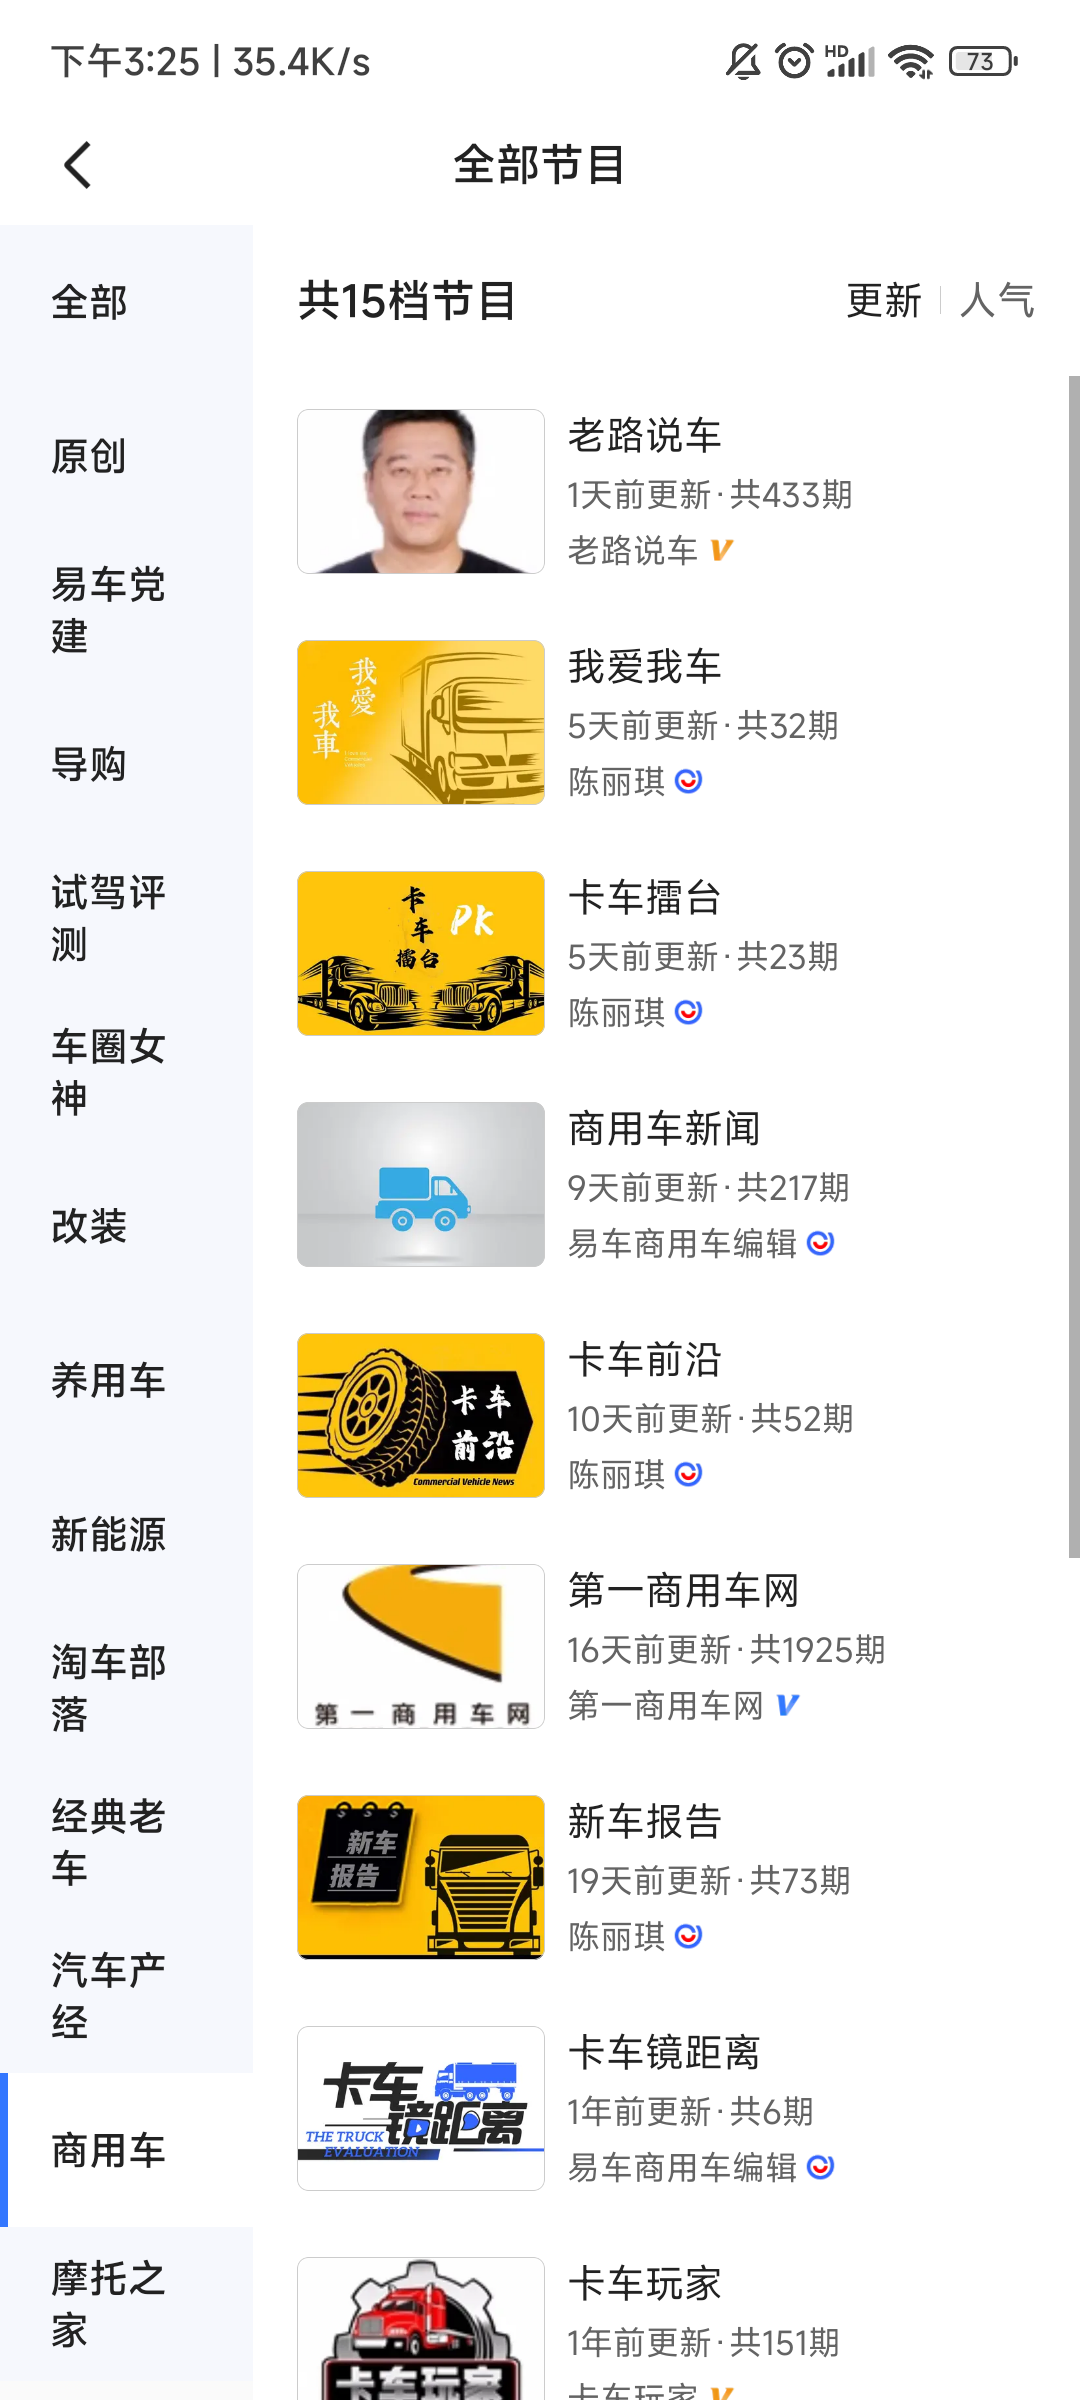 下午3:25 | 35.4K/s
HD
73
全部节目
全部
原创
易车党
建
导购
试驾评
测
车圈女
神
改装
养用车
新能源
淘车部
落
经典老
车
汽车产
经
商用车
摩托之
家
共15档节目
更新 人气
老路说车
1天前更新·共433期
老路说车
我愛
我車
我爱我车
5天前更新·共32期
陈丽琪
卡车擂台
PK
卡车擂台
5天前更新·共23期
陈丽琪
商用车新闻
9天前更新·共217期
易车商用车编辑
卡车
前沿
Commercial Vehicle News
卡车前沿
10天前更新·共52期
陈丽琪
第一商用车网
第一商用车网
16天前更新·共1925期
第一商用车网
新车
报告
新车报告
19天前更新·共73期
陈丽琪
卡车
镜距离
THE TRUCK
EVALUATION
卡车镜距离
1年前更新·共6期
易车商用车编辑
卡车玩家
卡车玩家
1年前更新·共151期
卡车玩家